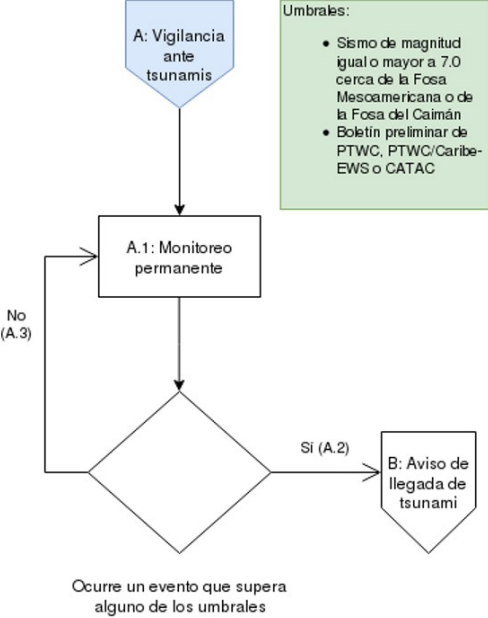 A: Vigilancia
ante
tsunamis
Umbrales:
• Sismo de magnitud
igual o mayor a 7.0
cerca de la Fosa
Mesoamericana o de
la Fosa del Caimán
• Boletín preliminar de
PTWC, PTWC/Caribe-
EWS o CATAC
A.1: Monitoreo
permanente
No
(A.3)
Sí (A.2)
B: Aviso de
llegada de
tsunami
Ocurre un evento que supera
alguno de los umbrales